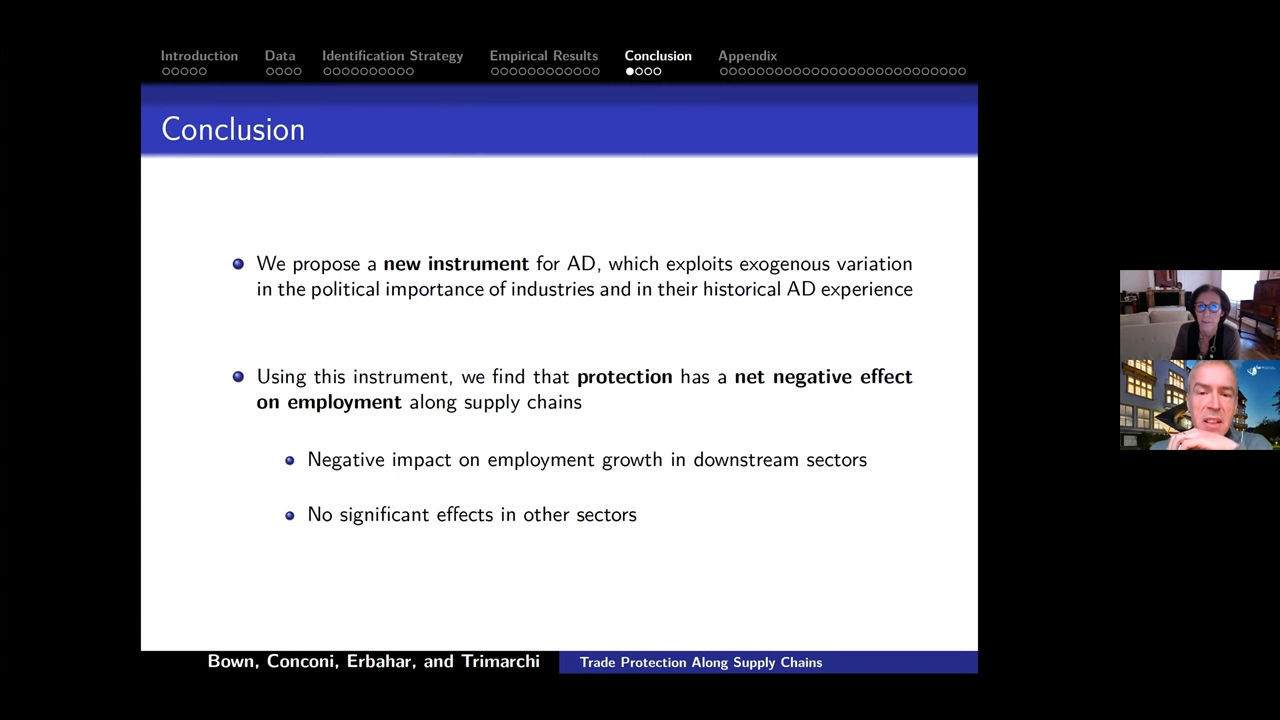 Introduction Data Identification Strategy Empirical Results Conclusion Appendix
Conclusion
We propose a new instrument for AD, which exploits exogenous variation
in the political importance of industries and in their historical AD experience
Using this instrument, we find that protection has a net negative effect
on employment along supply chains
Negative impact on employment growth in downstream sectors
No significant effects in other sectors
Bown, Conconi, Erbahar, and Trimarchi Trade Protection Along Supply Chains